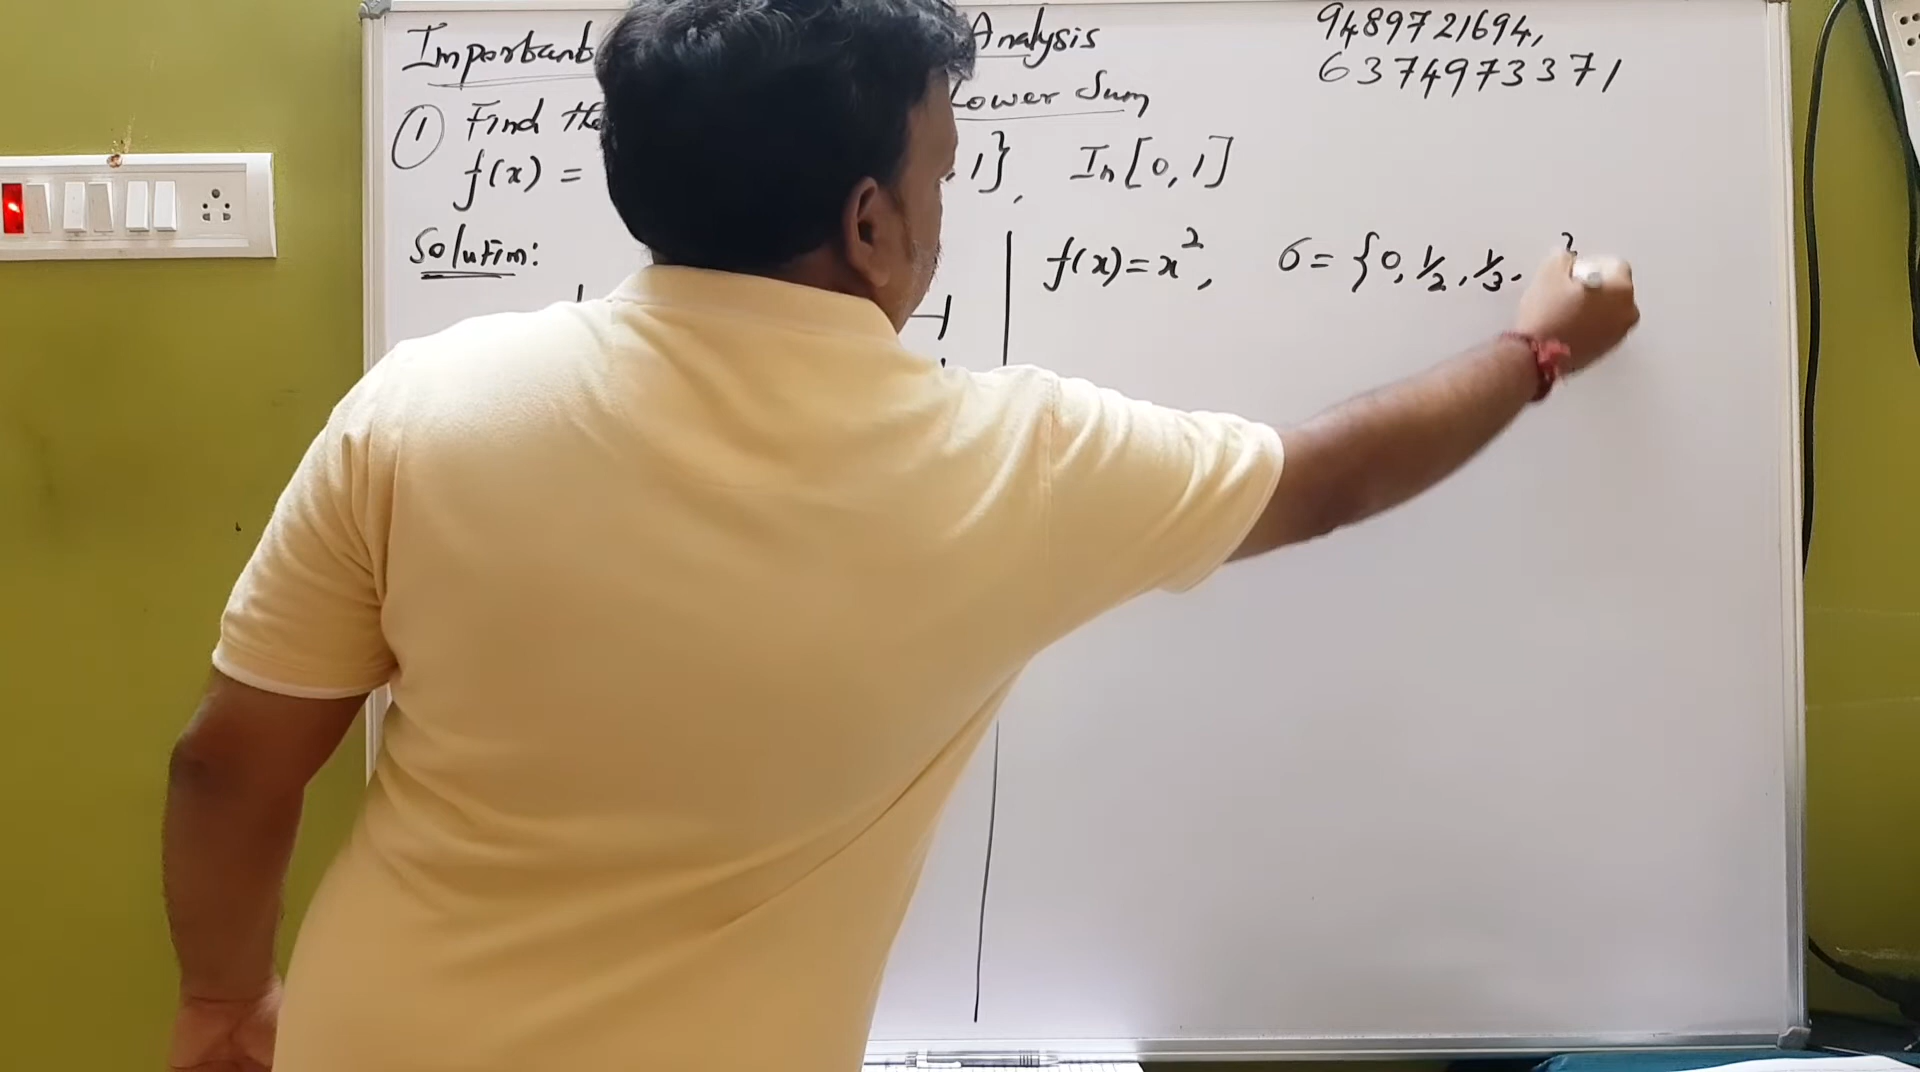 Important Analysis
Lower Sum
9489721694,
6374973371
① Find the
f(x) = . 1}, In [0, 1]
Solution:
f(x) = x², σ = {0, 1/2, 1/3.